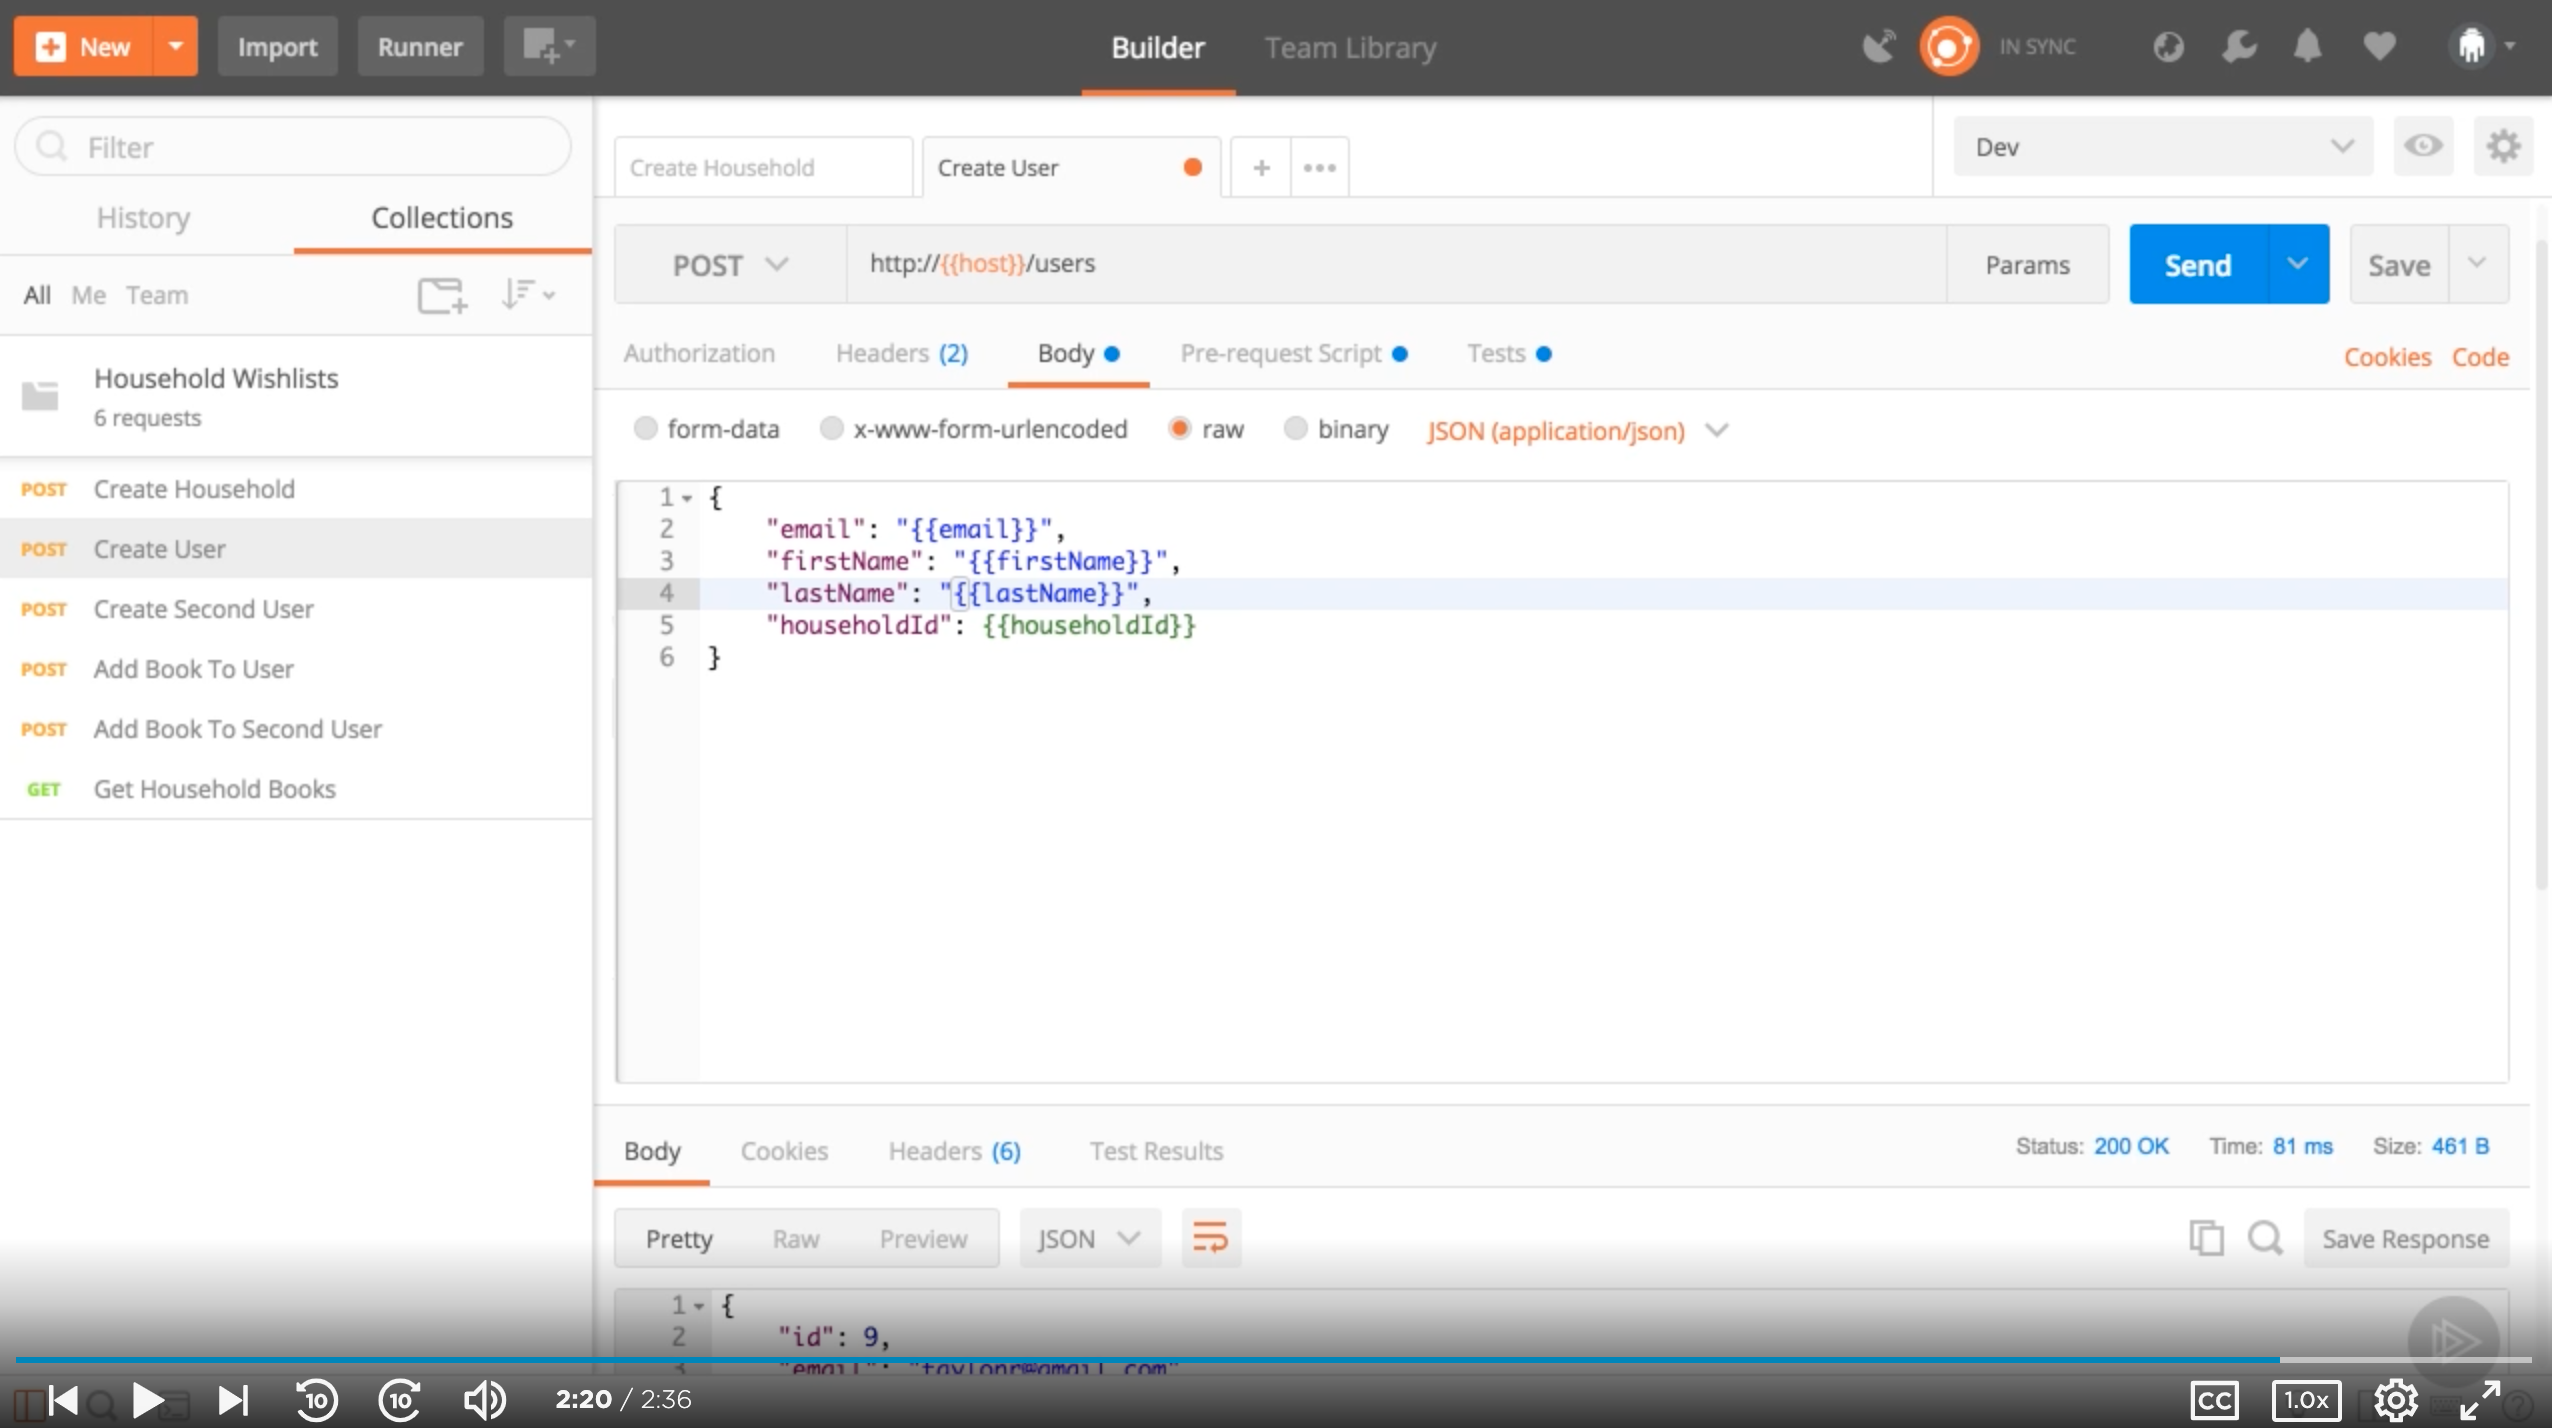 New Import Runner Builder Team Library IN SYNC
Filter
History Collections
All Me Team
Household Wishlists
6 requests
POST Create Household
POST Create User
POST Create Second User
POST Add Book To User
POST Add Book To Second User
GET Get Household Books
Create Household Create User + ••• Dev
POST http://{{host}}/users Params Send Save
Authorization Headers (2) Body Pre-request Script Tests Cookies Code
form-data x-www-form-urlencoded raw binary JSON (application/json)
1 {
2 "email": "{{email}}",
3 "firstName": "{{firstName}}",
4 "lastName": "{{lastName}}",
5 "householdId": {{householdId}}
6 }
Body Cookies Headers (6) Test Results Status: 200 OK Time: 81 ms Size: 461 B
Pretty Raw Preview JSON Save Response
1 {
2 "id": 9,
3 "email": "taylonr@gmail.com"
10 10 2:20 / 2:36 CC 1.0x